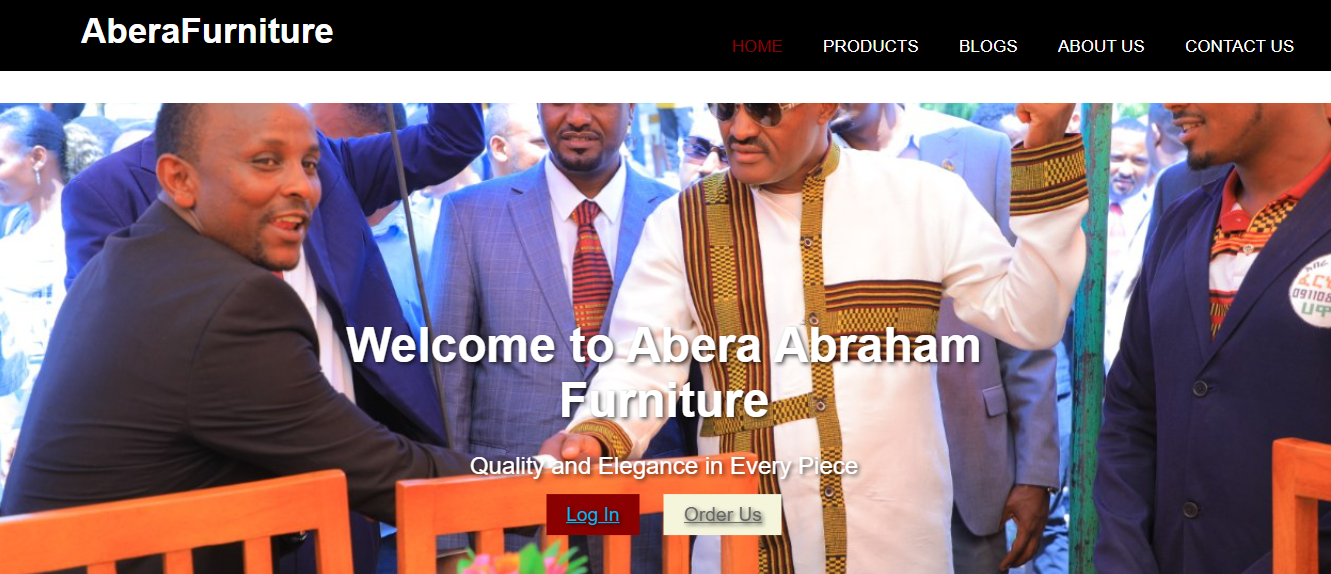 AberaFurniture
HOME PRODUCTS BLOGS ABOUT US CONTACT US
Welcome to Abera Abraham
Furniture
Quality and Elegance in Every Piece
Log In Order Us